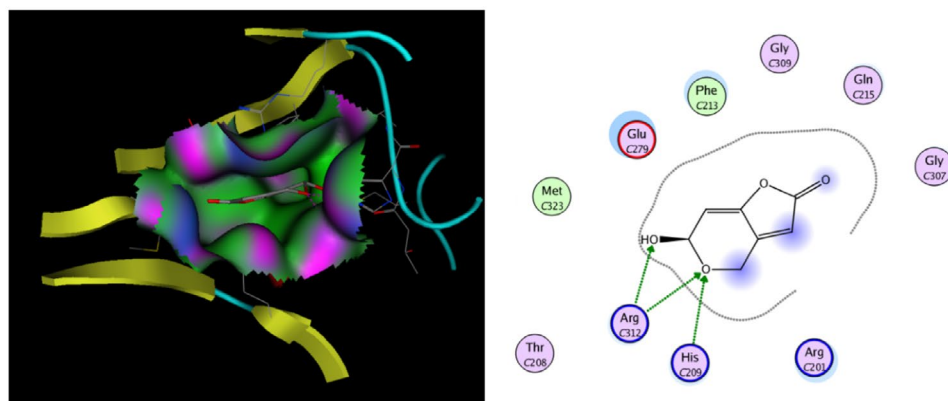 Gly
C309
Phe
C213
Gln
C215
Glu
C279
Gly
C307
Met
C323
O
O
HO
O
Arg
C312
Thr
C208
His
C209
Arg
C201